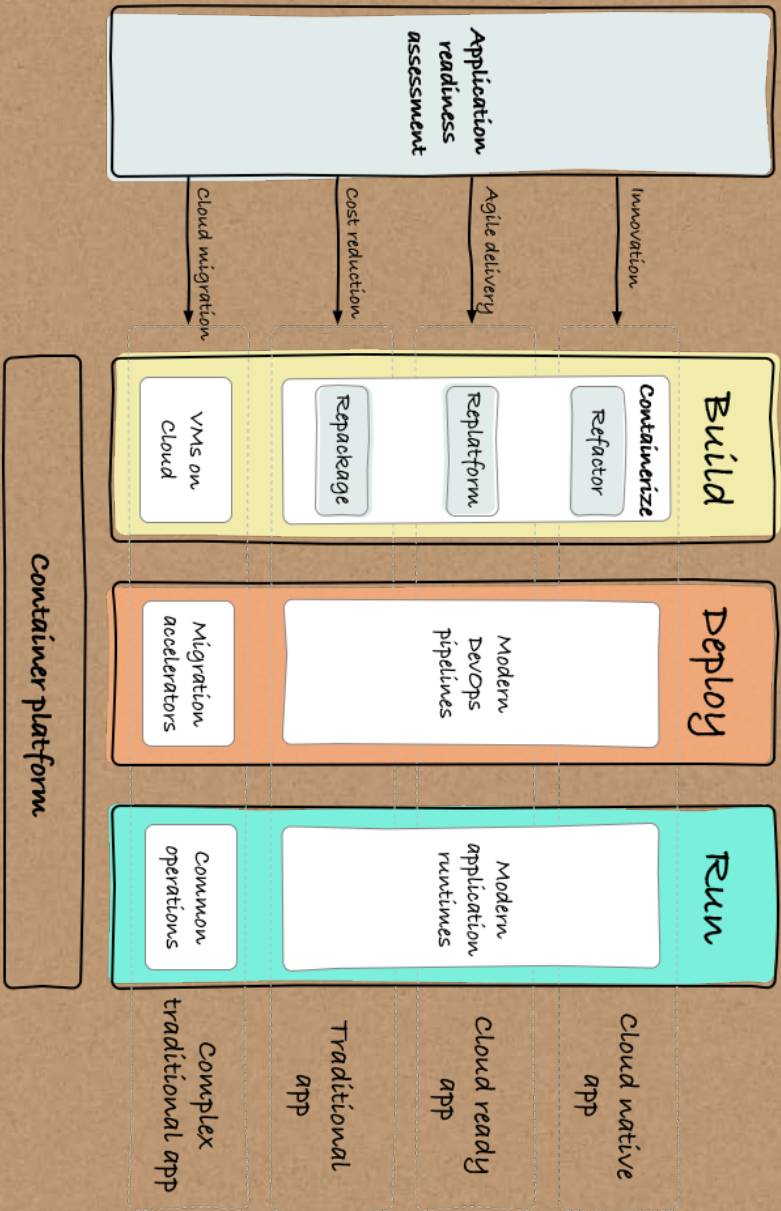 Application
readiness
assessment
Innovation
Agile delivery
Cost reduction
Cloud migration
Build
Containerize
Refactor
Replatform
Repackage
VMs on
Cloud
Deploy
Modern
DevOps
pipelines
Migration
accelerators
Run
Modern
application
runtimes
Common
operations
Cloud native
app
Cloud ready
app
Traditional
app
Complex
traditional app
Container platform